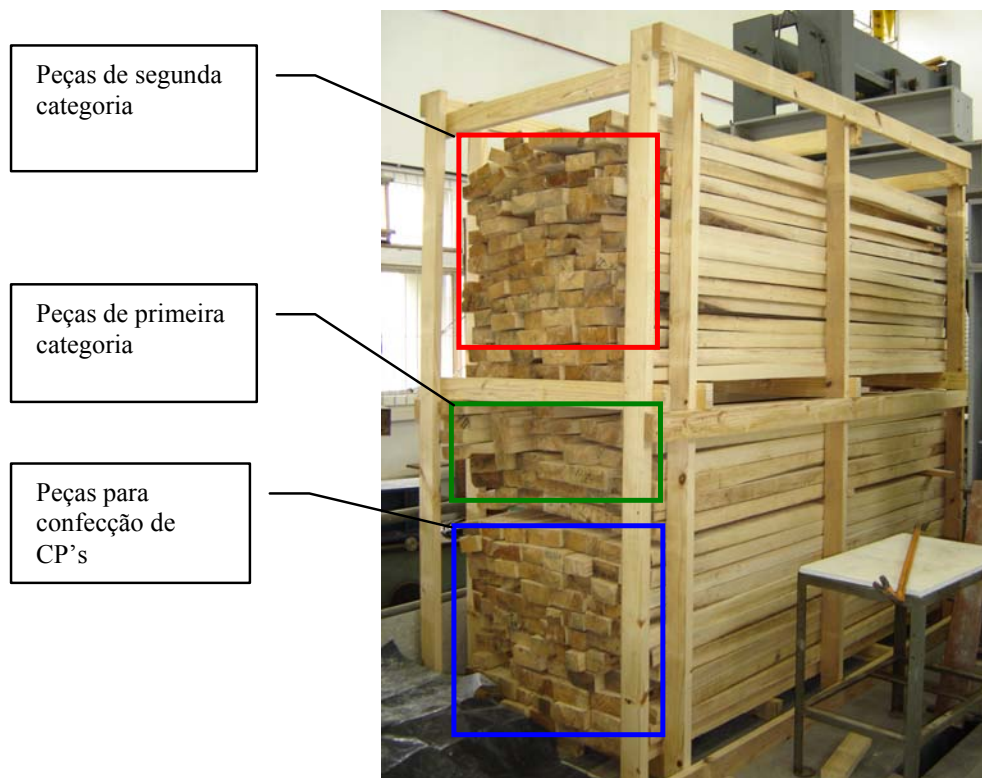 Peças de segunda
categoria
Peças de primeira
categoria
Peças para
confecção de
CP's